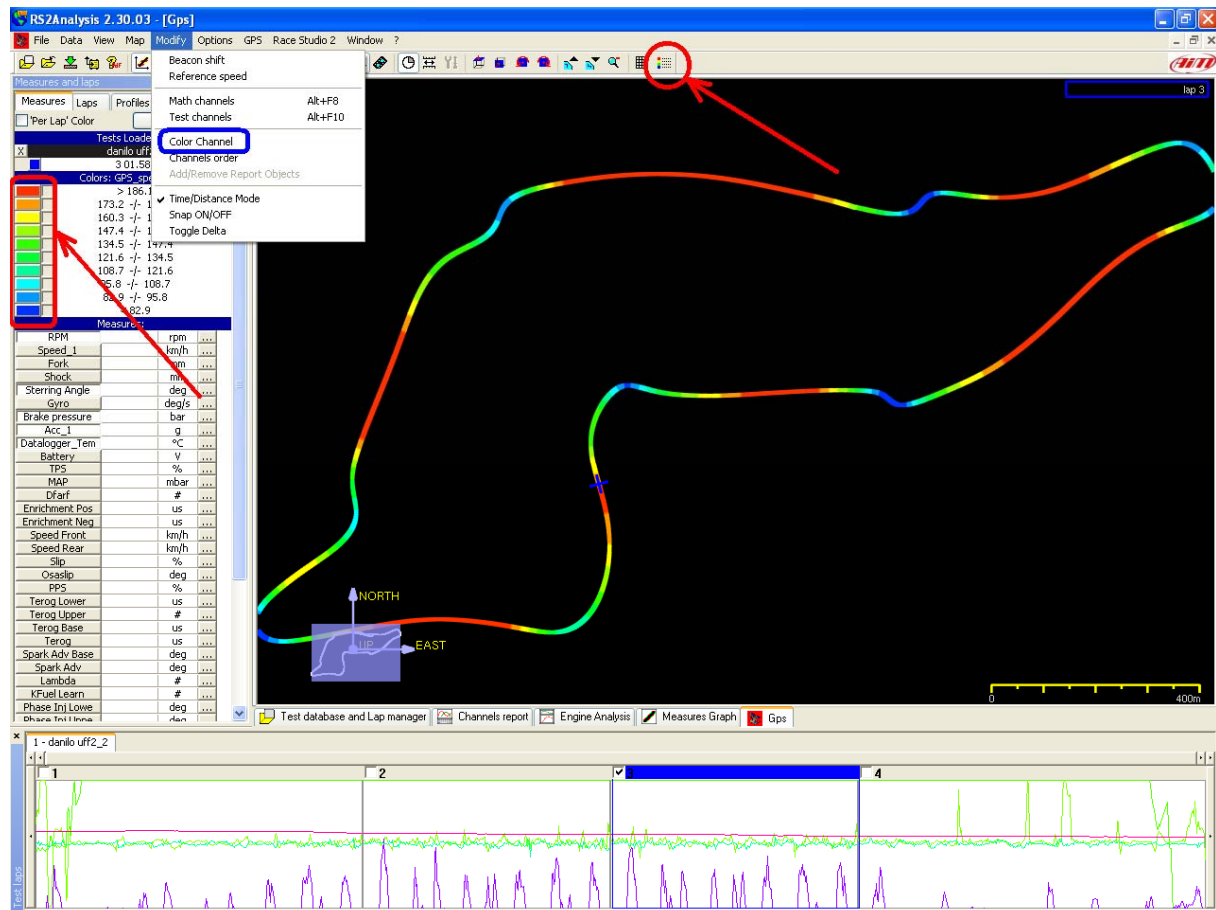 RS2Analysis 2.30.03 - [Gps]
File Data View Map Modify Options GPS Race Studio 2 Window ?
Beacon shift
Reference speed
Math channels Alt+F8
Test channels Alt+F10
Color Channel
Channels order
Add/Remove Report Objects
Time/Distance Mode
Snap ON/OFF
Toggle Delta
AiM
Measures and laps
Measures Laps Profiles
'Per Lap' Color
Tests Loade
X danilo uff
3 01.58
Colors: GPS_spe
> 186.1
173.2 -/- 1
160.3 -/- 1
147.4 -/- 1
134.5 -/- 147.4
121.6 -/- 134.5
108.7 -/- 121.6
95.8 -/- 108.7
82.9 -/- 95.8
82.9
Measures:
RPM rpm ...
Speed_1 km/h ...
Fork mm ...
Shock mm ...
Sterring Angle deg ...
Gyro deg/s ...
Brake pressure bar ...
Acc_1 g ...
Datalogger_Tem °C ...
Battery V ...
TPS % ...
MAP mbar ...
Dfarf # ...
Enrichment Pos us ...
Enrichment Neg us ...
Speed Front km/h ...
Speed Rear km/h ...
Slip % ...
Osaslip deg ...
PPS % ...
Terog Lower us ...
Terog Upper # ...
Terog Base us ...
Terog us ...
Spark Adv Base deg ...
Spark Adv deg ...
Lambda # ...
KFuel Learn # ...
Phase Inj Lowe deg ...
Phase Inj Uppe deg ...
lap 3
NORTH
UP
EAST
0 400m
Test database and Lap manager Channels report Engine Analysis Measures Graph Gps
1 - danilo uff2_2
1 2 3 4
Test laps